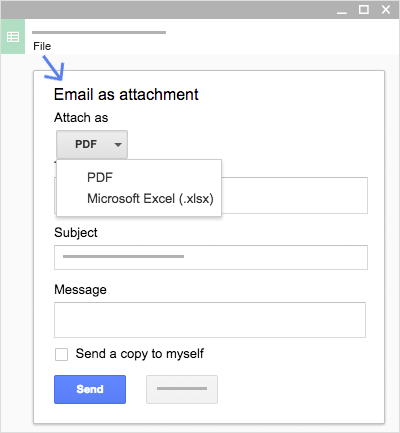 File
Email as attachment
Attach as
PDF
PDF
Microsoft Excel (.xlsx)
Subject
Message
Send a copy to myself
Send